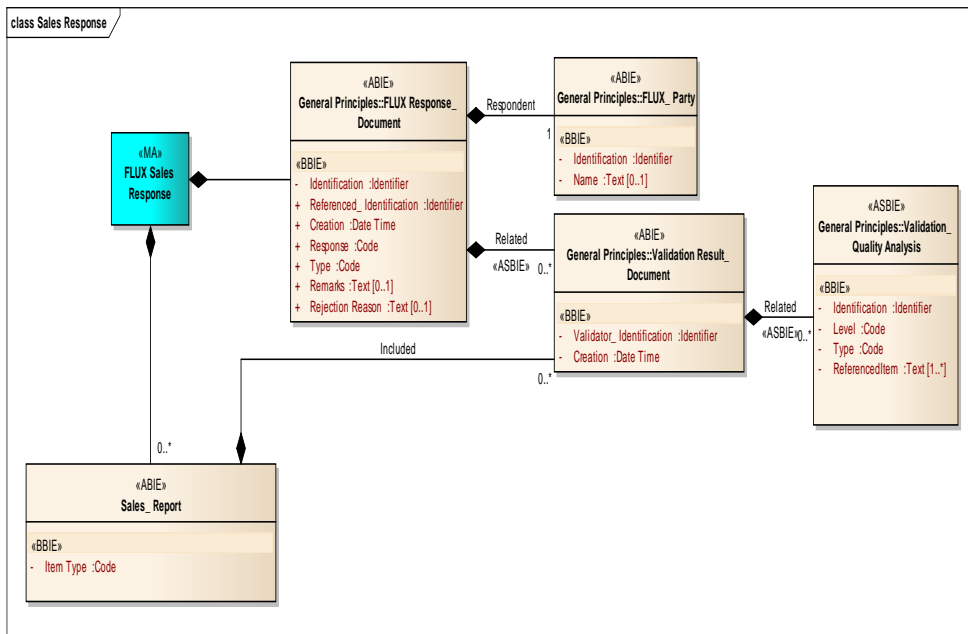 class Sales Response
«MA»
FLUX Sales
Response
«ABIE»
General Principles::FLUX Response_
Document
«BBIE»
- Identification :Identifier
+ Referenced_ Identification :Identifier
+ Creation :Date Time
+ Response :Code
+ Type :Code
+ Remarks :Text [0..1]
+ Rejection Reason :Text [0..1]
Respondent
1
«ABIE»
General Principles::FLUX_ Party
«BBIE»
- Identification :Identifier
- Name :Text [0..1]
Related
«ASBIE»
0..*
«ABIE»
General Principles::Validation Result_
Document
«BBIE»
- Validator_ Identification :Identifier
- Creation :Date Time
Related
«ASBIE»
0..*
«ASBIE»
General Principles::Validation_
Quality Analysis
«BBIE»
- Identification :Identifier
- Level :Code
- Type :Code
- ReferencedItem :Text [1..*]
Included
0..*
0..*
«ABIE»
Sales_ Report
«BBIE»
- Item Type :Code